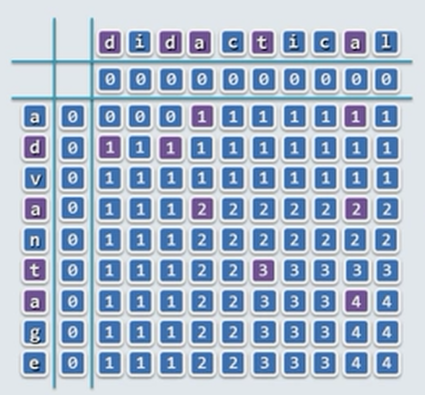 d i d a c t i c a l
0 0 0 0 0 0 0 0 0 0
a 0 0 0 0 1 1 1 1 1 1 1
d 0 1 1 1 1 1 1 1 1 1 1
v 0 1 1 1 1 1 1 1 1 1 1
a 0 1 1 1 2 2 2 2 2 2 2
n 0 1 1 1 2 2 2 2 2 2 2
t 0 1 1 1 2 2 3 3 3 3 3
a 0 1 1 1 2 2 3 3 3 4 4
g 0 1 1 1 2 2 3 3 3 4 4
e 0 1 1 1 2 2 3 3 3 4 4